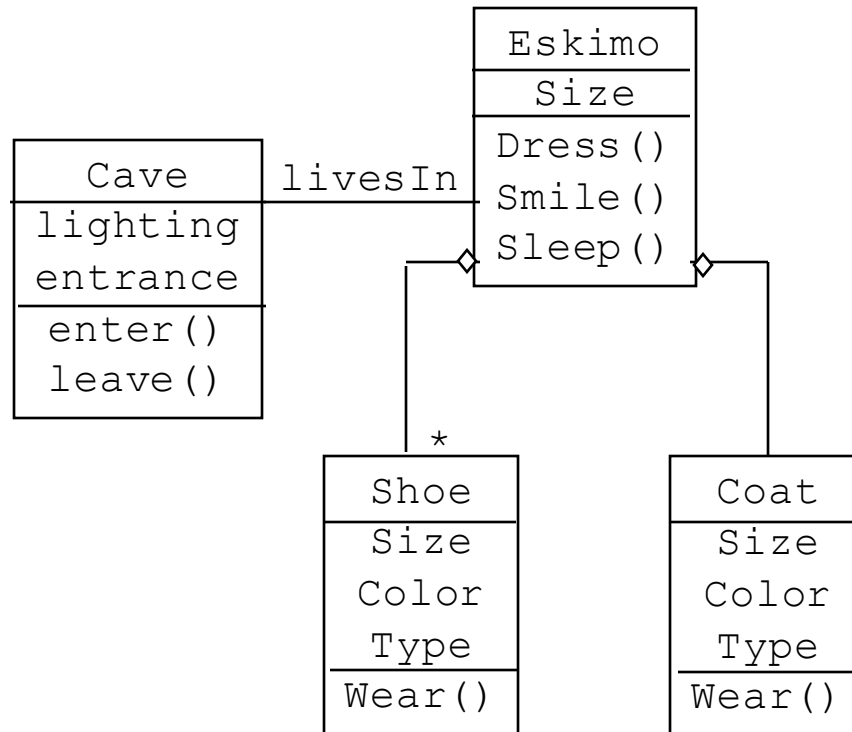 Eskimo
Size
Dress()
Smile()
Sleep()
Cave
lighting
entrance
enter()
leave()
livesIn
*
Shoe
Size
Color
Type
Wear()
Coat
Size
Color
Type
Wear()